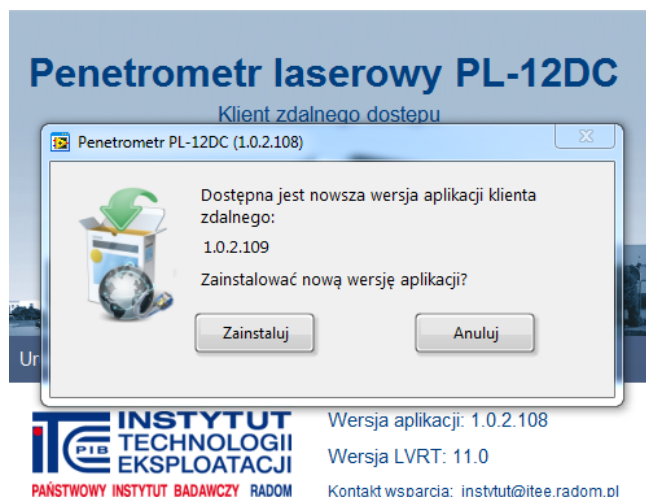 Penetrometr laserowy PL-12DC
Klient zdalnego dostępu
Penetrometr PL-12DC (1.0.2.108)
Dostępna jest nowsza wersja aplikacji klienta
zdalnego:
1.0.2.109
Zainstalować nową wersję aplikacji?
Zainstaluj
Anuluj
Ur
INSTYTUT
TECHNOLOGII
EKSPLOATACJI
PIB
PAŃSTWOWY INSTYTUT BADAWCZY RADOM
Wersja aplikacji: 1.0.2.108
Wersja LVRT: 11.0
Kontakt wsparcia: instytut@itee.radom.pl